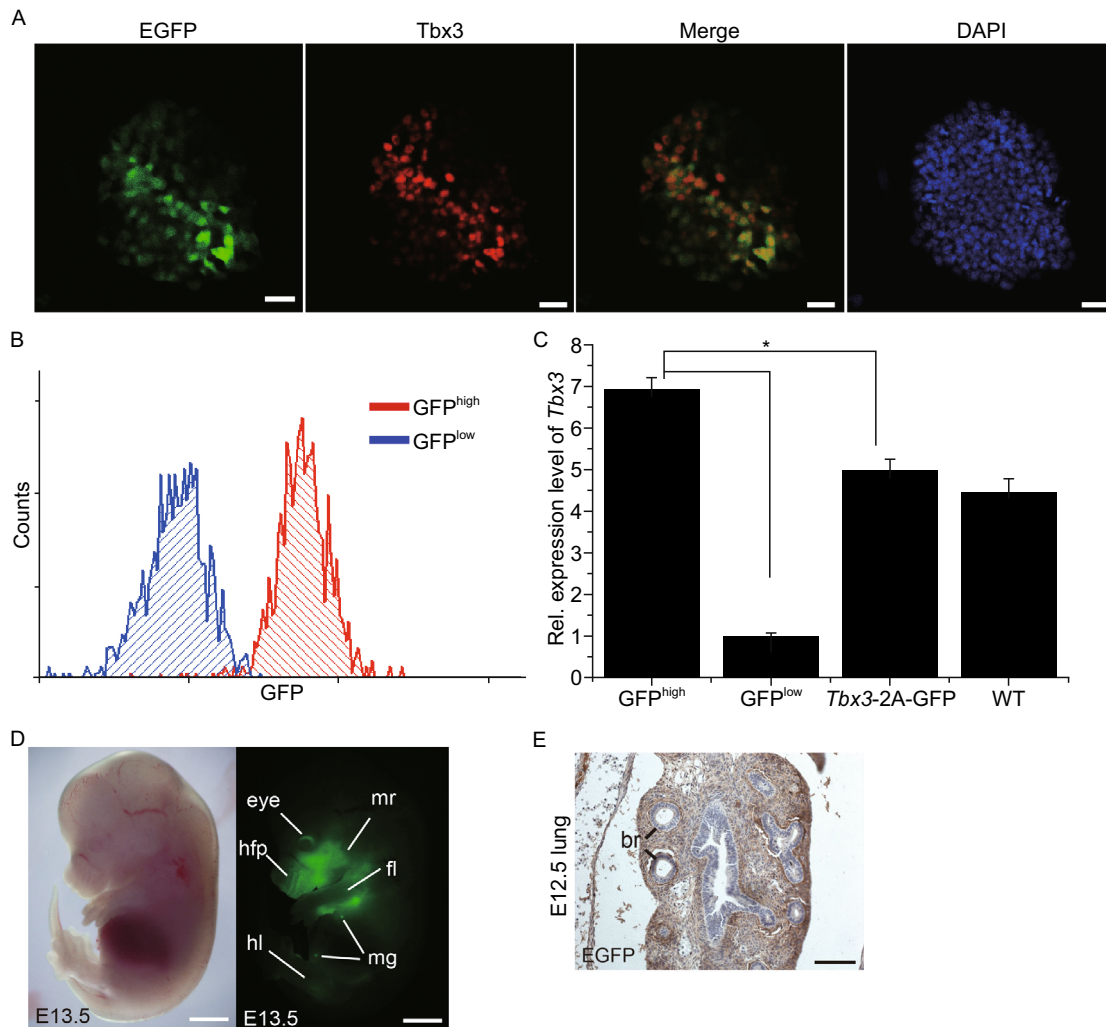 A
EGFP
Tbx3
Merge
DAPI
B
GFPhigh
GFPlow
Counts
GFP
C
*
8
7
6
5
4
3
2
1
0
Rel. expression level of Tbx3
GFPhigh
GFPlow
Tbx3-2A-GFP
WT
D
E13.5
eye
mr
hfp
fl
hl
mg
E13.5
E
E12.5 lung
br
EGFP